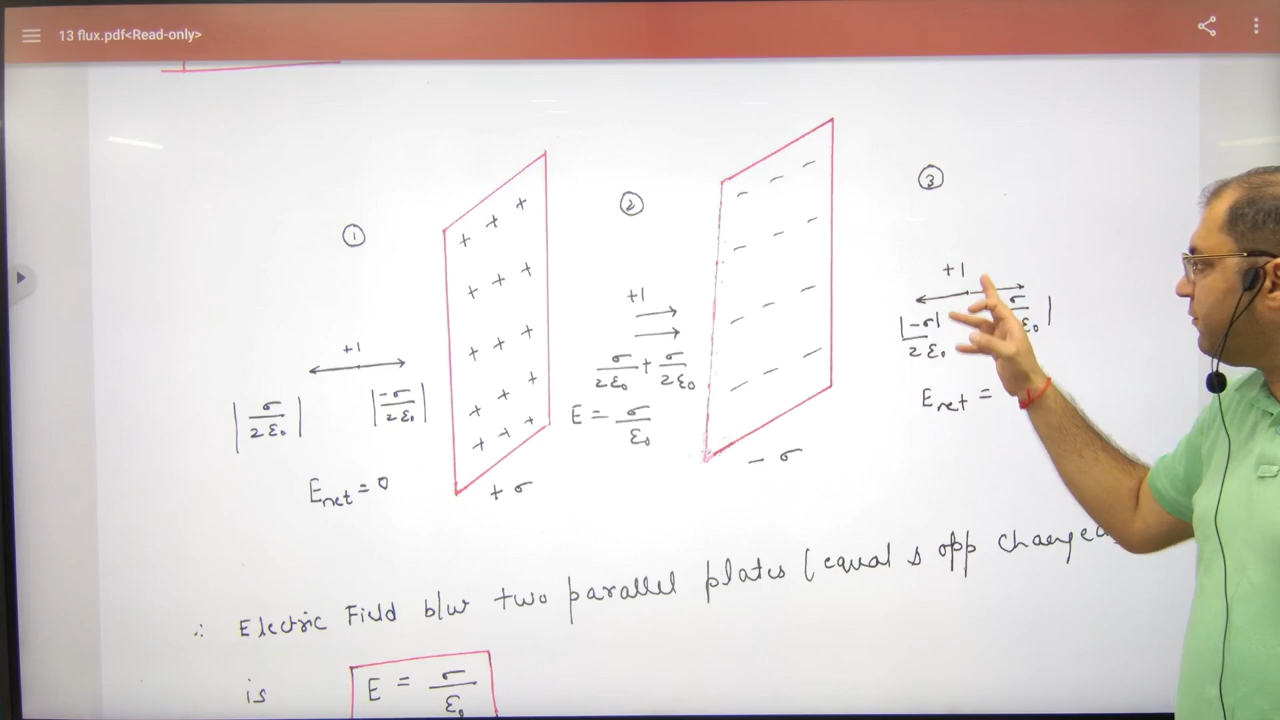 13 flux.pdf<Read-only>
①
②
③
+1
|σ/2ε₀|
|-σ/2ε₀|
E_net = 0
+ + +
+ + +
+ + +
+ + +
+ + +
+ σ
+1
σ/2ε₀ + σ/2ε₀
E = σ/ε₀
- - -
- - -
- - -
- - -
- σ
+1
|-σ|/2ε₀
σ/ε₀|
E_net =
∴ Electric Field b/w two parallel plates (equal & opp charged
is E = σ/ε₀